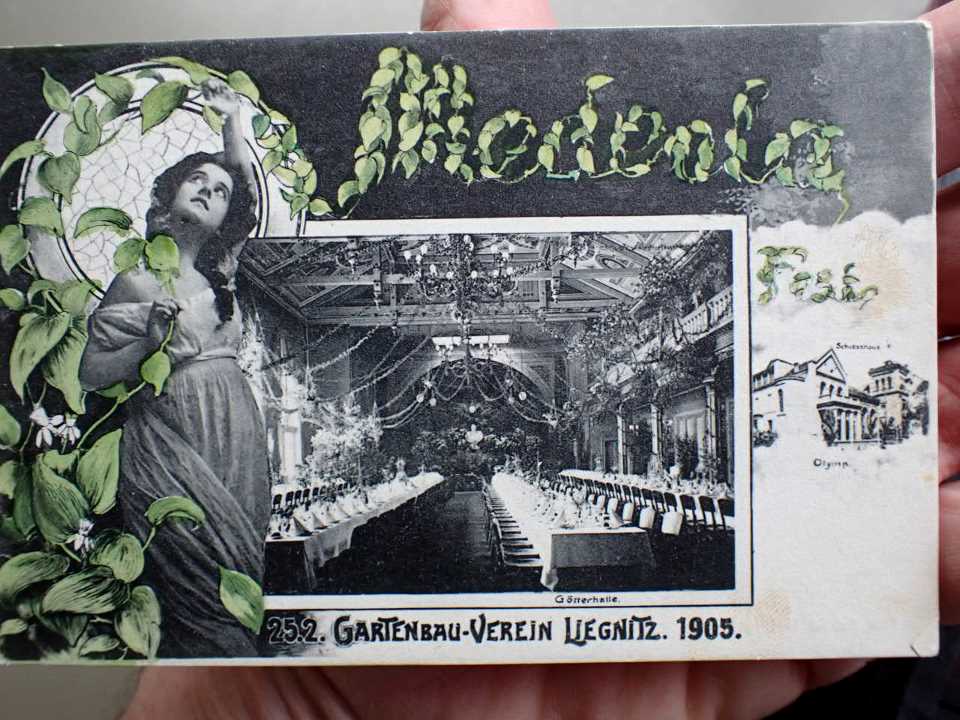 Medeola
Fest
Schiesshaus
Olymp.
Götterhalle.
25.2. GARTENBAU-VEREIN LIEGNITZ. 1905.